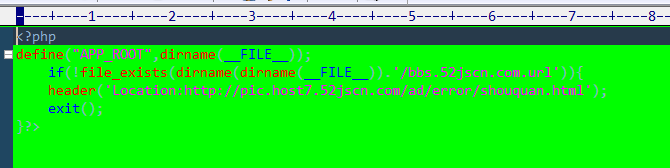 ----+----1----+----2----+----3----+----4----+----5----+----6----+----7----+----8
<?php
define("APP_ROOT",dirname(__FILE__));
if(!file_exists(dirname(dirname(__FILE__)).'/bbs.52jscn.com.url')){
header('Location:http://pic.host7.52jscn.com/ad/error/shouquan.html');
exit();
}?>